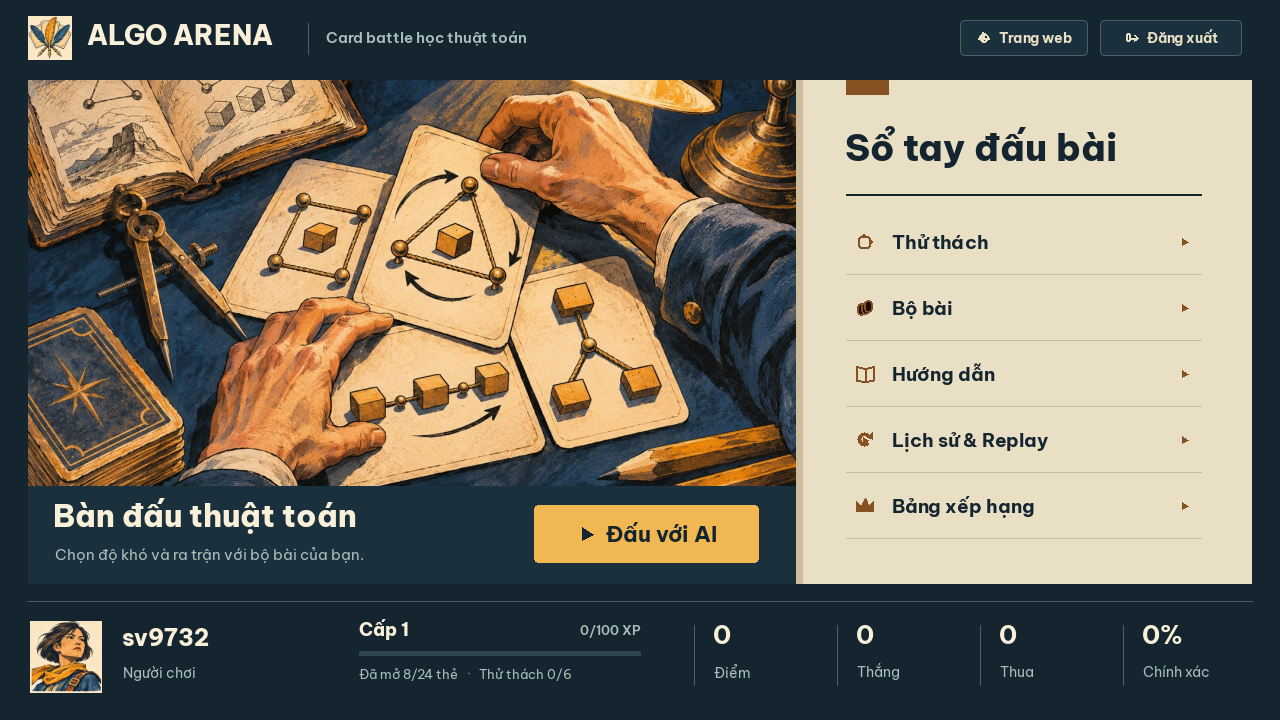 ALGO ARENA
Card battle học thuật toán
Trang web
Đăng xuất
Sổ tay đấu bài
Thử thách
Bộ bài
Hướng dẫn
Lịch sử & Replay
Bảng xếp hạng
Bàn đấu thuật toán
Chọn độ khó và ra trận với bộ bài của bạn.
Đấu với AI
sv9732
Người chơi
Cấp 1
0/100 XP
Đã mở 8/24 thẻ · Thử thách 0/6
0
Điểm
0
Thắng
0
Thua
0%
Chính xác